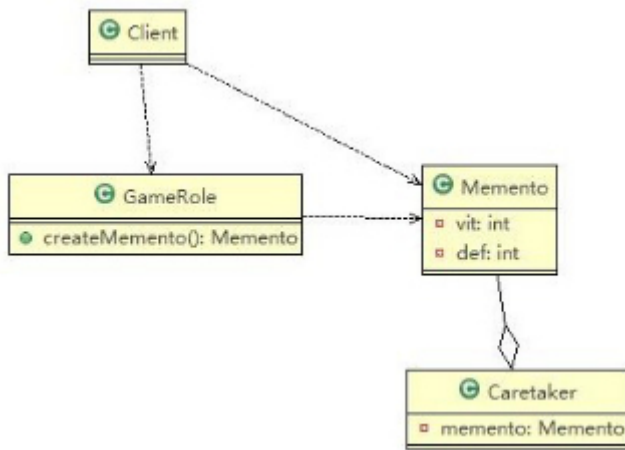 C Client
C GameRole
createMemento(): Memento
C Memento
vit: int
def: int
C Caretaker
memento: Memento